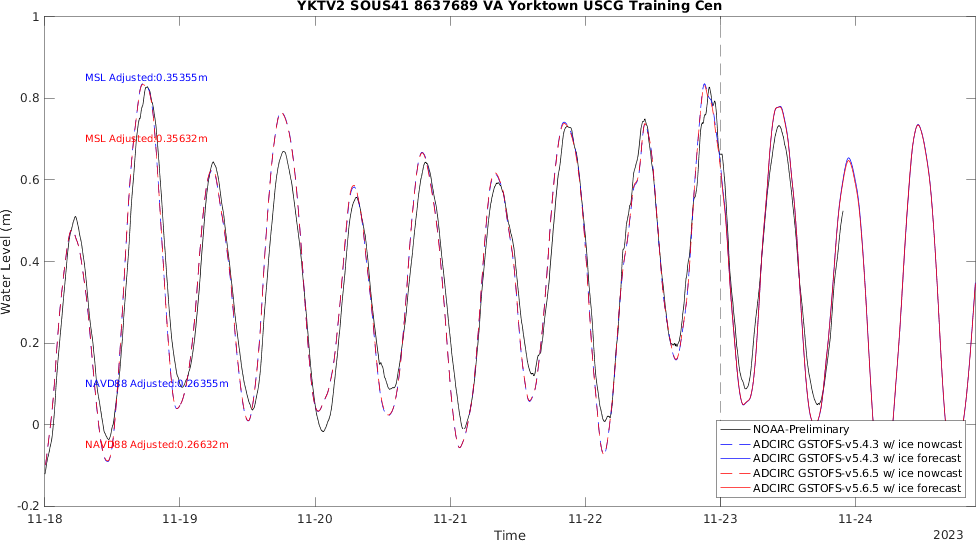 YKTV2 SOUS41 8637689 VA Yorktown USCG Training Cen
Water Level (m)
1
0.8
0.6
0.4
0.2
0
-0.2
MSL Adjusted:0.35355m
MSL Adjusted:0.35632m
NAVD88 Adjusted:0.26355m
NAVD88 Adjusted:0.26632m
NOAA-Preliminary
ADCIRC GSTOFS-v5.4.3 w/ ice nowcast
ADCIRC GSTOFS-v5.4.3 w/ ice forecast
ADCIRC GSTOFS-v5.6.5 w/ ice nowcast
ADCIRC GSTOFS-v5.6.5 w/ ice forecast
11-18 11-19 11-20 11-21 11-22 11-23 11-24
Time
2023